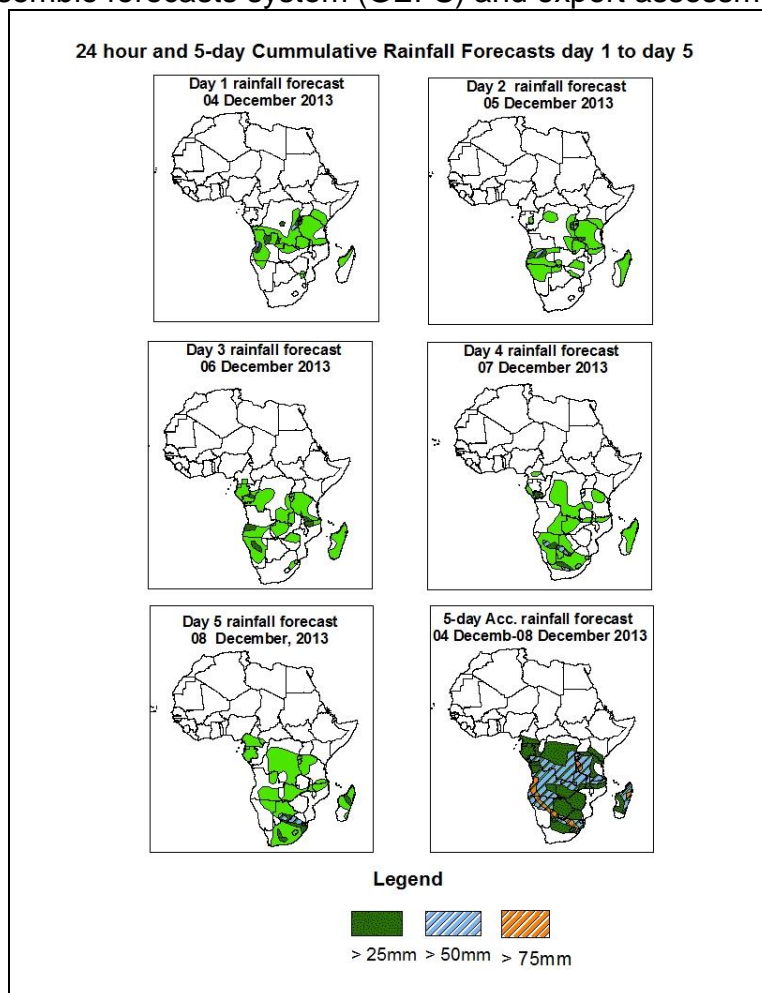 24 hour and 5-day Cummulative Rainfall Forecasts day 1 to day 5
Day 1 rainfall forecast
04 December 2013
Day 2 rainfall forecast
05 December 2013
Day 3 rainfall forecast
06 December 2013
Day 4 rainfall forecast
07 December 2013
Day 5 rainfall forecast
08 December, 2013
5-day Acc. rainfall forecast
04 Decemb-08 December 2013
Legend
> 25mm > 50mm > 75mm